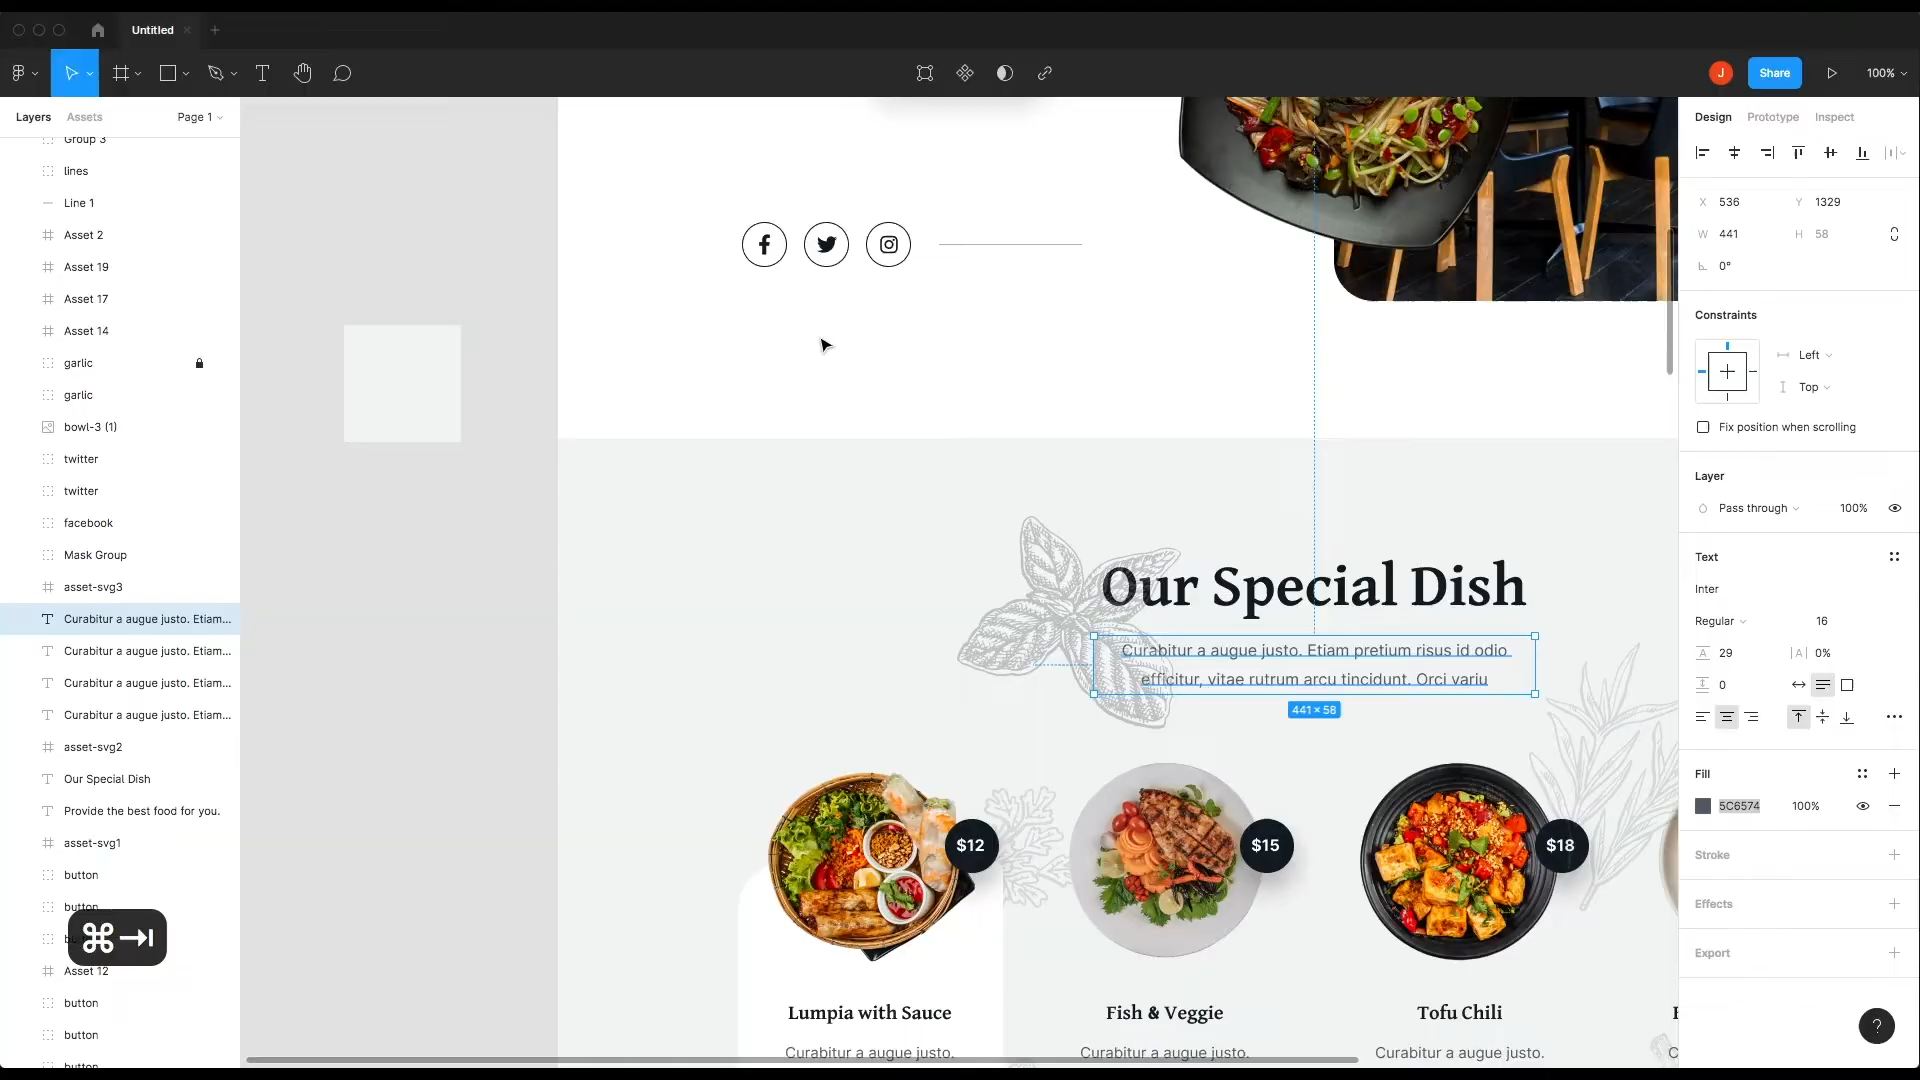 Untitled
J
Share
100%
Layers
Assets
Page 1
Design
Prototype
Inspect
Group 3
lines
Line 1
Asset 2
Asset 19
Asset 17
Asset 14
garlic
garlic
bowl-3 (1)
twitter
twitter
facebook
Mask Group
asset-svg3
Curabitur a augue justo. Etiam...
Curabitur a augue justo. Etiam...
Curabitur a augue justo. Etiam...
Curabitur a augue justo. Etiam...
asset-svg2
Our Special Dish
Provide the best food for you.
asset-svg1
button
button
Asset 12
button
button
button
⌘
Our Special Dish
Curabitur a augue justo. Etiam pretium risus id odio
efficitur, vitae rutrum arcu tincidunt. Orci variu
441 × 58
$12
$15
$18
Lumpia with Sauce
Fish & Veggie
Tofu Chili
Curabitur a augue justo.
Curabitur a augue justo.
Curabitur a augue justo.
X 536
Y 1329
W 441
H 58
0°
Constraints
Left
Top
Fix position when scrolling
Layer
Pass through
100%
Text
Inter
Regular
16
29
0%
0
Fill
5C6574
100%
Stroke
Effects
Export
?